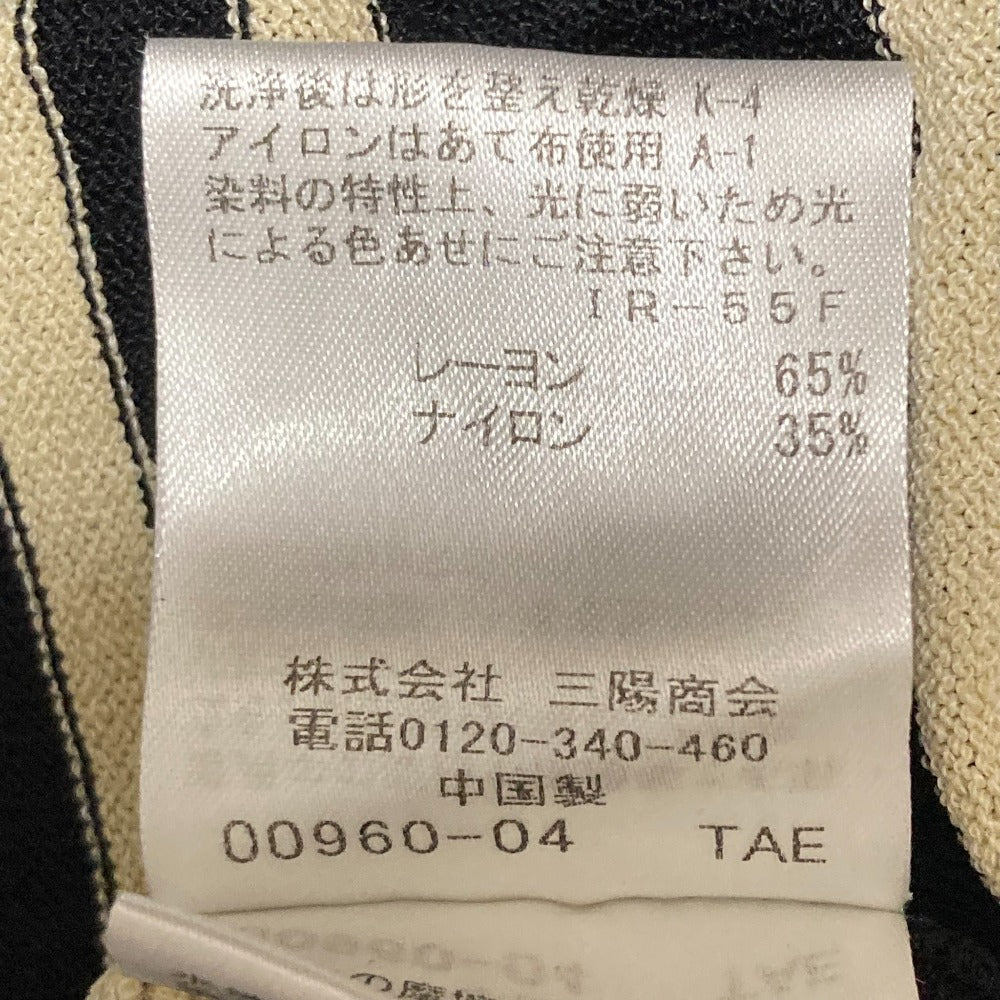 洗浄後は形を整え乾燥 K-4
アイロンはあて布使用 A-1
染料の特性上、光に弱いため光
による色あせにご注意下さい。
IR-55F
レーヨン 65%
ナイロン 35%
株式会社 三陽商会
電話0120-340-460
中国製
00960-04 TAE